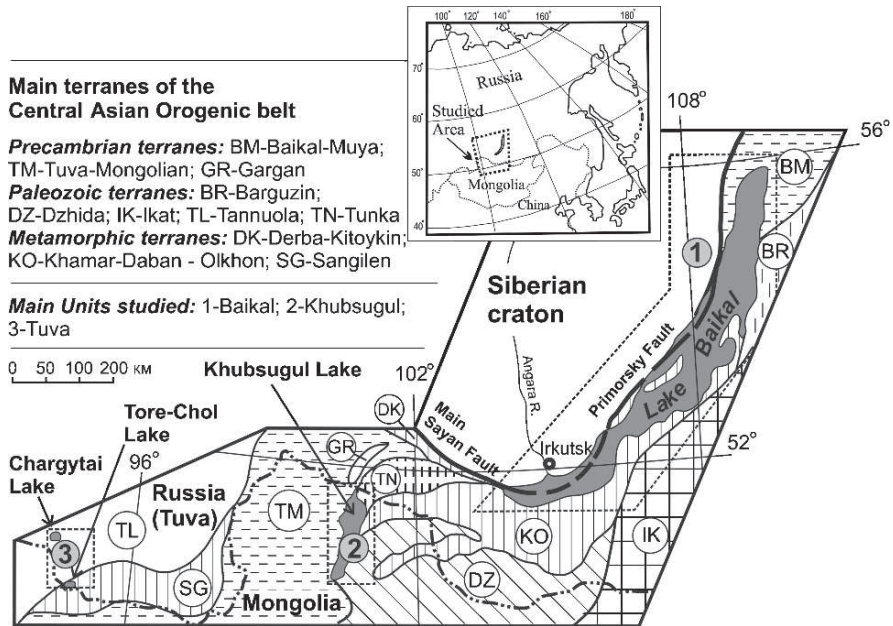 Main terranes of the
Central Asian Orogenic belt
Precambrian terranes: BM-Baikal-Muya;
TM-Tuva-Mongolian; GR-Gargan
Paleozoic terranes: BR-Barguzin;
DZ-Dzhida; IK-Ikat; TL-Tannuola; TN-Tunka
Metamorphic terranes: DK-Derba-Kitoykin;
KO-Khamar-Daban - Olkhon; SG-Sangilen
Main Units studied: 1-Baikal; 2-Khubsugul;
3-Tuva
0 50 100 200 км
100° 120° 140° 160° 180°
70°
60°
50°
40°
Russia
Studied
Area
Mongolia
China
108°
56°
BM
BR
1
Siberian
craton
Lake Baikal
Primorsky Fault
Angara R.
Irkutsk
52°
Khubsugul Lake
102°
DK
Main
Sayan Fault
Tore-Chol
Lake
Chargytai
Lake
96°
Russia
(Tuva)
GR
TN
TL
TM
3
2
KO
IK
SG
DZ
Mongolia